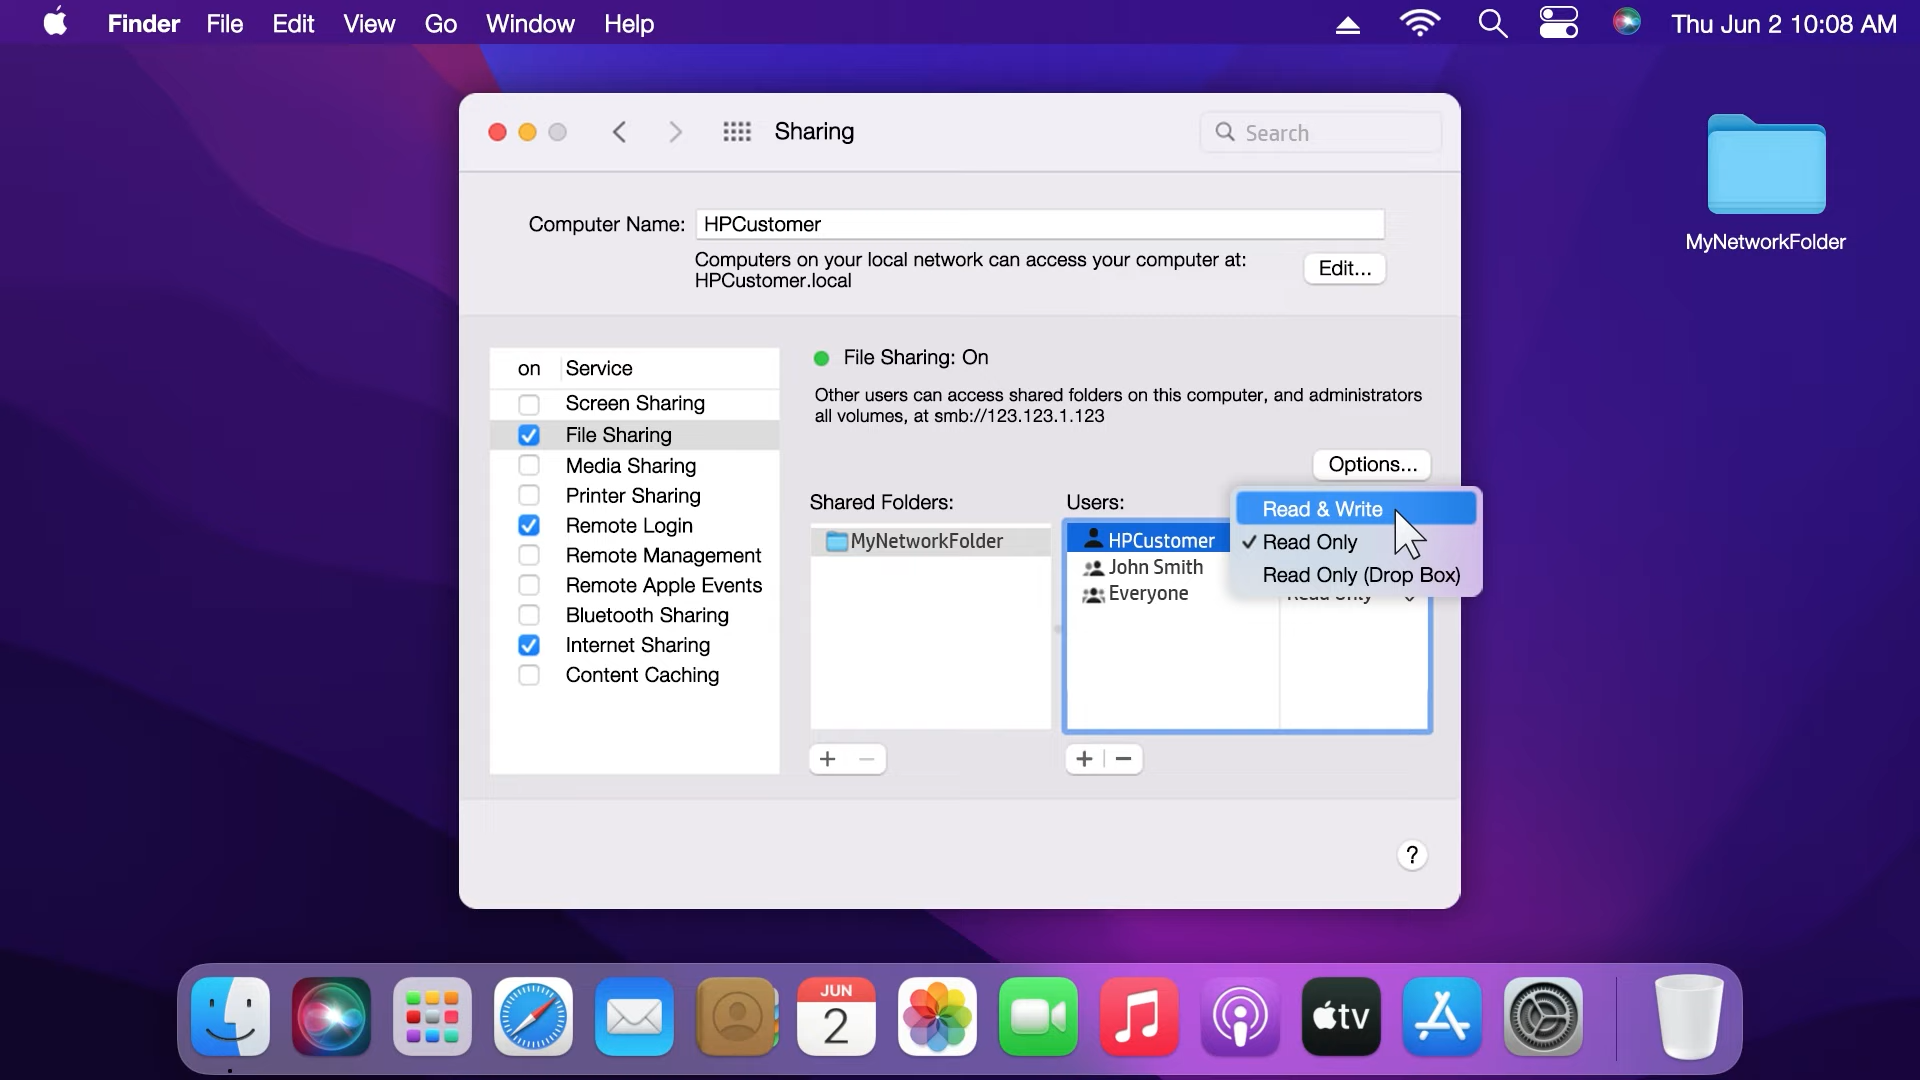 Finder File Edit View Go Window Help Thu Jun 2 10:08 AM
Sharing
Search
MyNetworkFolder
Computer Name: HPCustomer
Computers on your local network can access your computer at:
HPCustomer.local
Edit...
on Service
Screen Sharing
File Sharing
Media Sharing
Printer Sharing
Remote Login
Remote Management
Remote Apple Events
Bluetooth Sharing
Internet Sharing
Content Caching
File Sharing: On
Other users can access shared folders on this computer, and administrators
all volumes, at smb://123.123.1.123
Options...
Shared Folders:
MyNetworkFolder
Users:
HPCustomer
John Smith
Everyone
Read & Write
Read Only
Read Only (Drop Box)
Read Only
+ −
+ −
?
JUN
2
tv